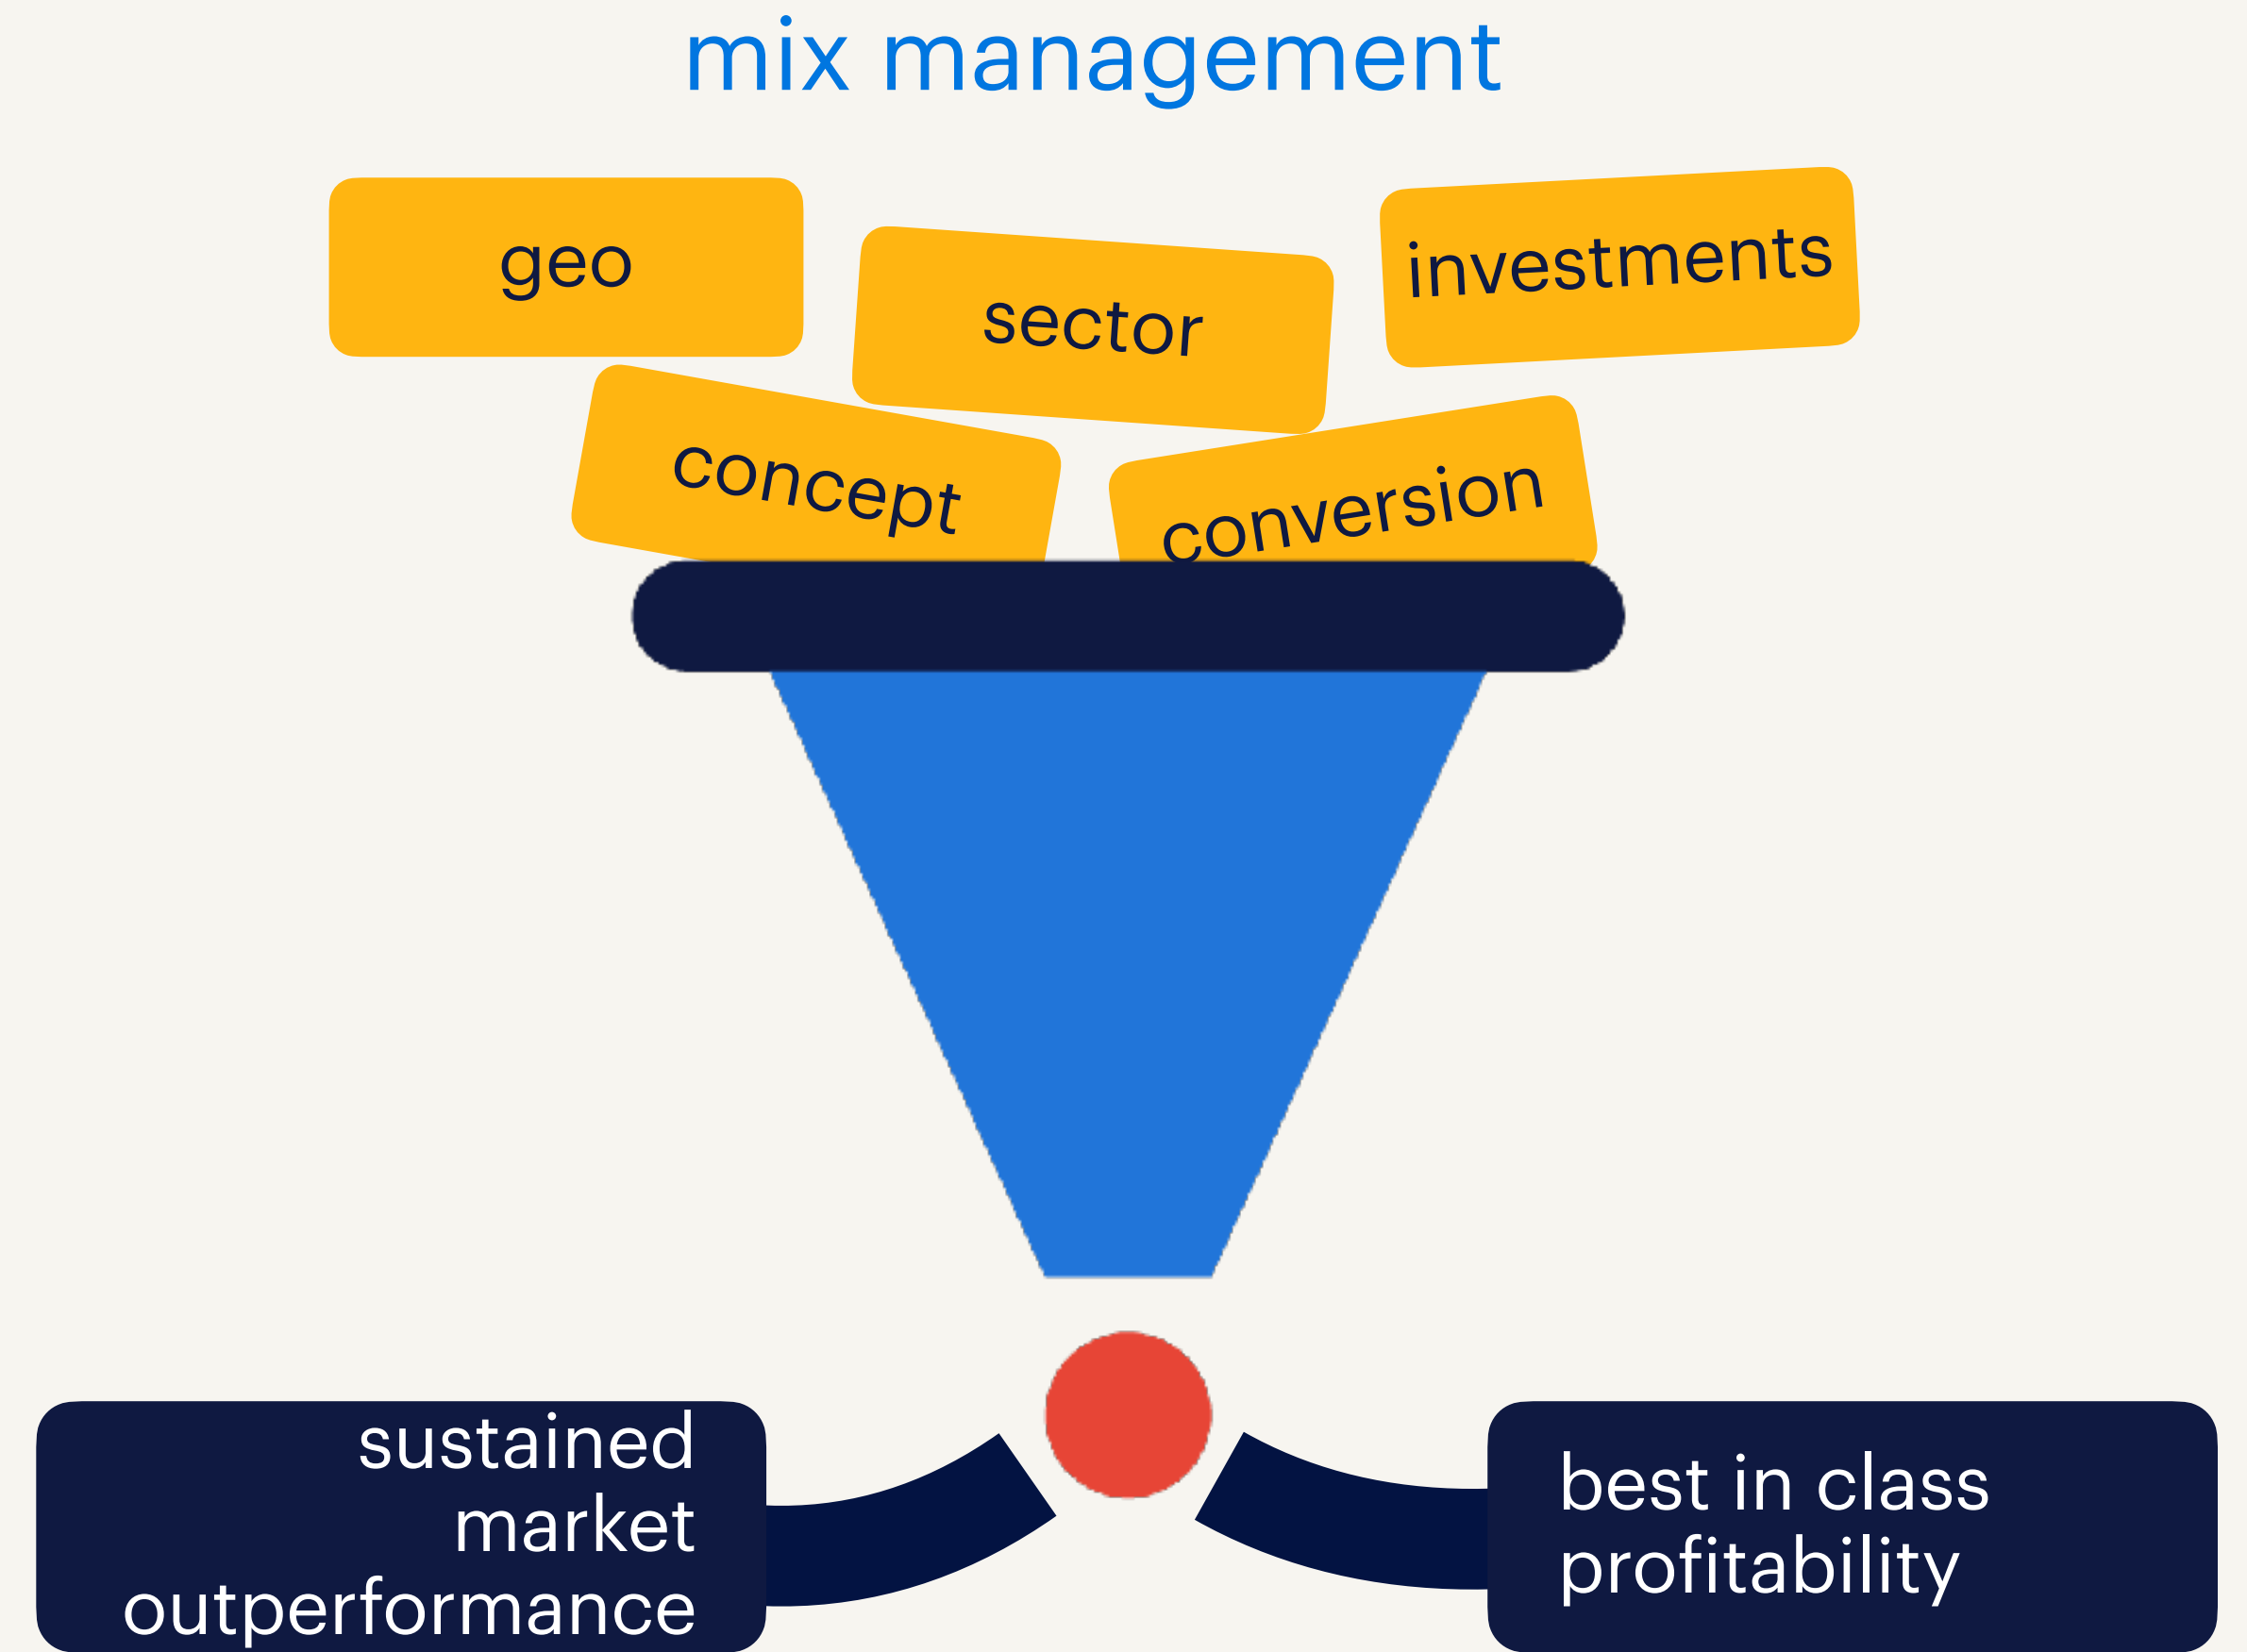 mix management
geo
sector
investments
concept
conversion
sustained
market
outperformance
best in class
profitability